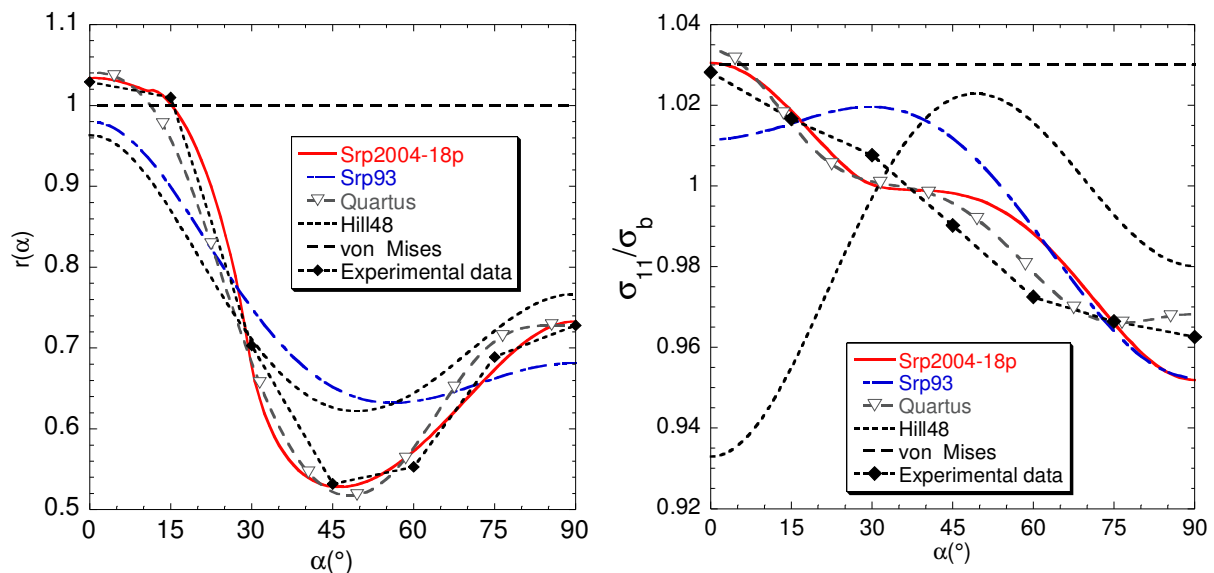 1.1
1
0.9
0.8
0.7
0.6
0.5
r(α)
0 15 30 45 60 75 90
α(°)
Srp2004-18p
Srp93
Quartus
Hill48
von Mises
Experimental data
1.04
1.02
1
0.98
0.96
0.94
0.92
σ11/σb
0 15 30 45 60 75 90
α(°)
Srp2004-18p
Srp93
Quartus
Hill48
von Mises
Experimental data